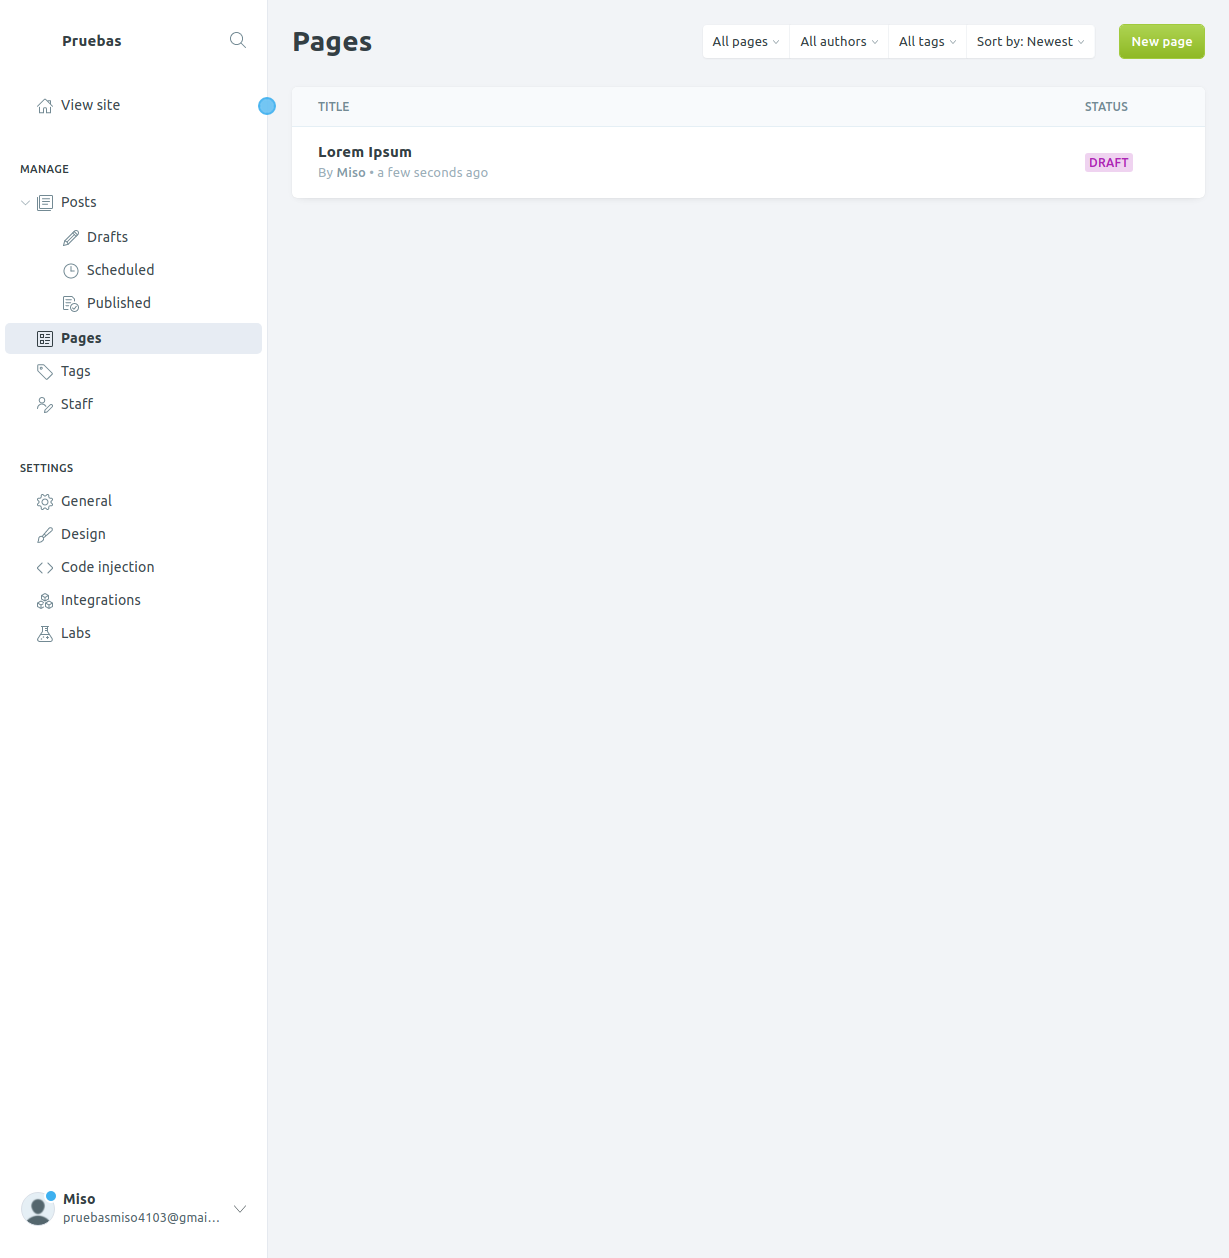 Pruebas
View site
MANAGE
Posts
Drafts
Scheduled
Published
Pages
Tags
Staff
SETTINGS
General
Design
Code injection
Integrations
Labs
Miso
pruebasmiso4103@gmai...
Pages
All pages
All authors
All tags
Sort by: Newest
New page
TITLE
STATUS
Lorem Ipsum
By Miso • a few seconds ago
DRAFT